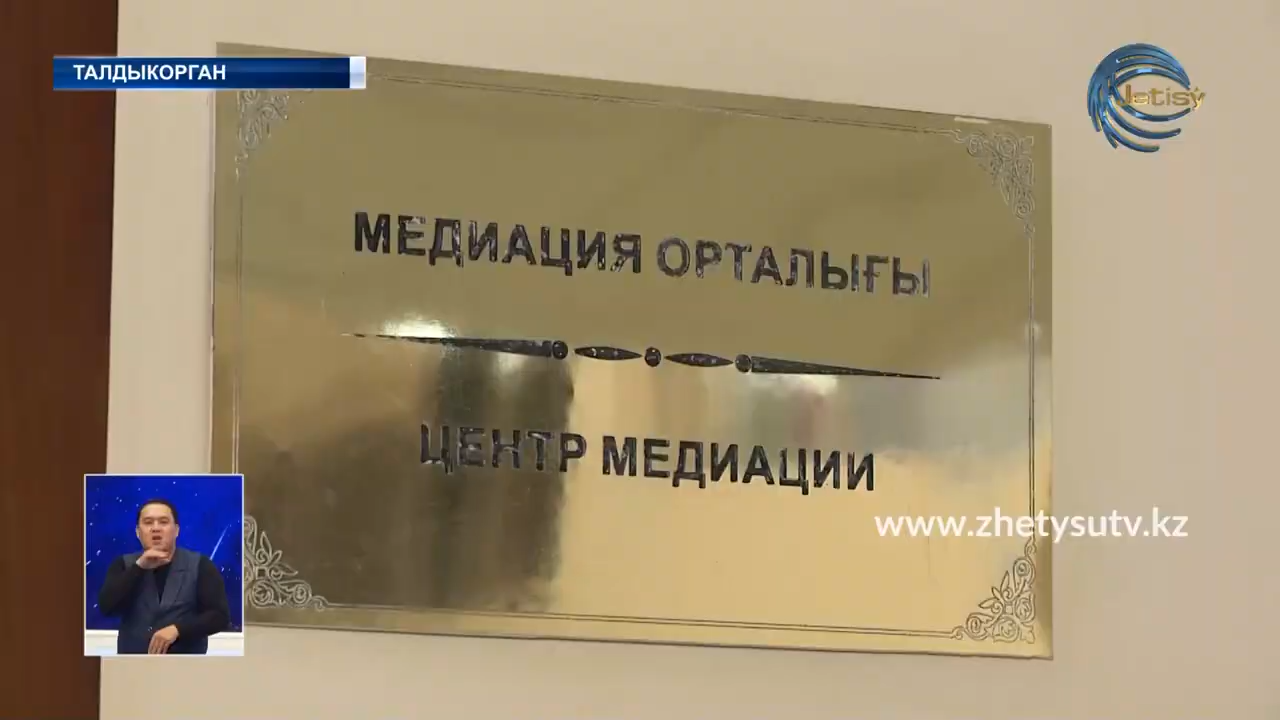 ТАЛДЫКОРГАН
Jetisý
МЕДИАЦИЯ ОРТАЛЫҒЫ
ЦЕНТР МЕДИАЦИИ
www.zhetysutv.kz